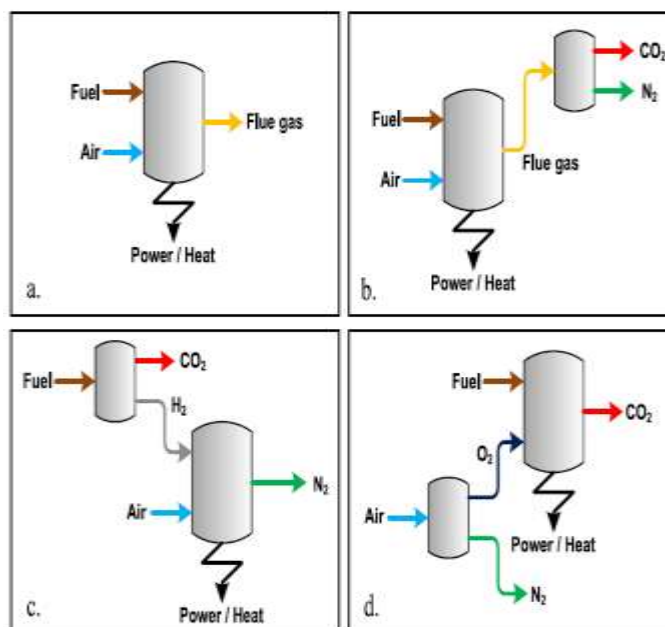 Fuel
Air
Flue gas
Power / Heat
a.
CO₂
N₂
Fuel
Air
Flue gas
Power / Heat
b.
Fuel
CO₂
H₂
Air
N₂
Power / Heat
c.
Fuel
CO₂
O₂
Air
Power / Heat
N₂
d.